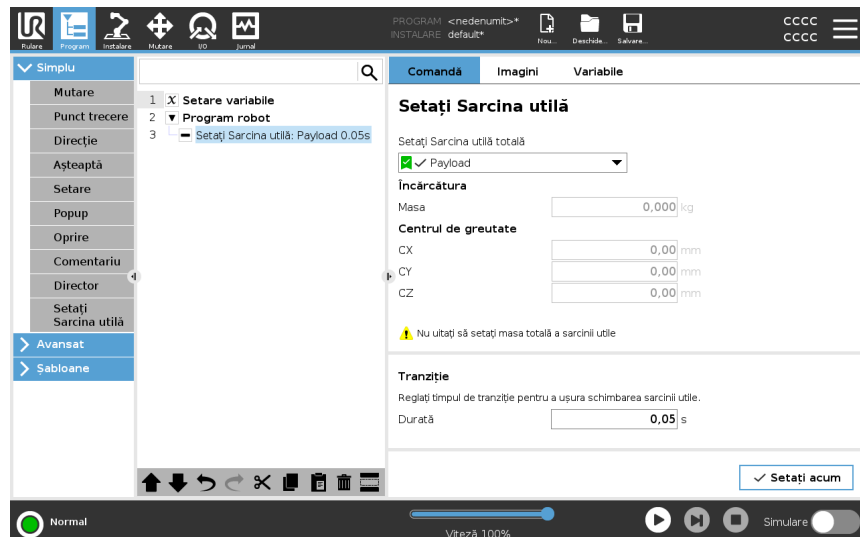 UR
PROGRAM <nedenumit>*
INSTALARE default*
Rulare
Program
Instalare
Mutare
I/O
Jurnal
Nou...
Deschide...
Salvare...
cccc
cccc
Simplu
Mutare
Punct trecere
Direcție
Așteaptă
Setare
Popup
Oprire
Comentariu
Director
Setați
Sarcina utilă
Avansat
Șabloane
1 X Setare variabile
2 Program robot
3 Setați Sarcina utilă: Payload 0.05s
Comandă
Imagini
Variabile
Setați Sarcina utilă
Setați Sarcina utilă totală
Payload
Încărcătura
Masa 0,000 kg
Centrul de greutate
CX 0,00 mm
CY 0,00 mm
CZ 0,00 mm
Nu uitați să setați masa totală a sarcinii utile
Tranziție
Reglați timpul de tranziție pentru a ușura schimbarea sarcinii utile.
Durată 0,05 s
Setați acum
Normal
Viteză 100%
Simulare